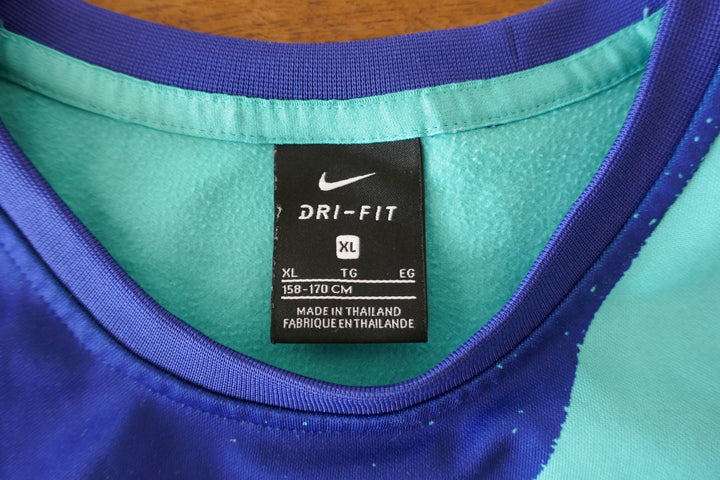 DRI-FIT
XL
XL TG EG
158-170 CM
MADE IN THAILAND
FABRIQUE EN THAILANDE